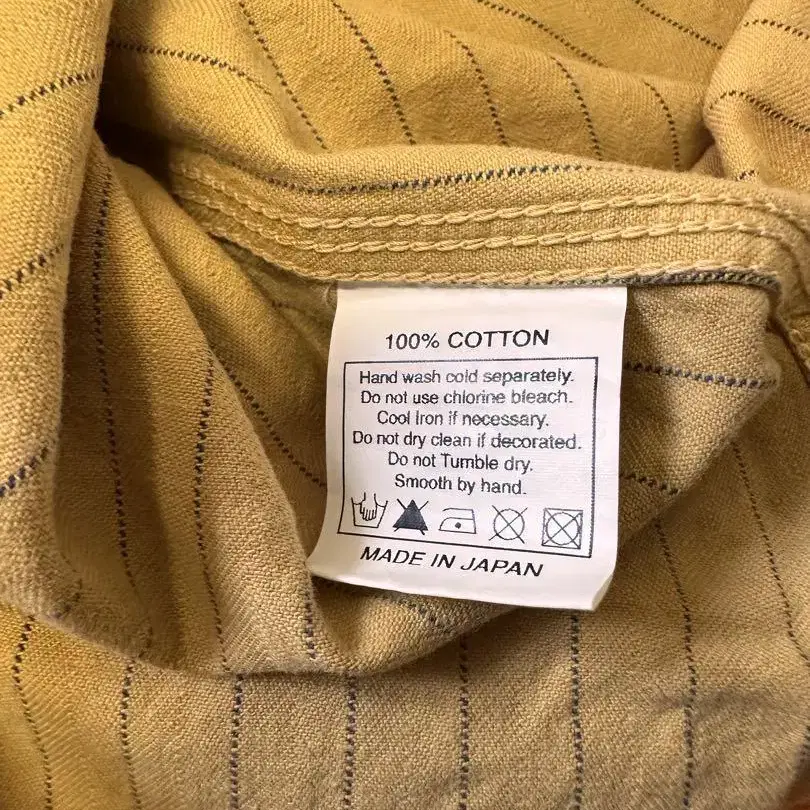 100% COTTON
Hand wash cold separately.
Do not use chlorine bleach.
Cool Iron if necessary.
Do not dry clean if decorated.
Do not Tumble dry.
Smooth by hand.
MADE IN JAPAN